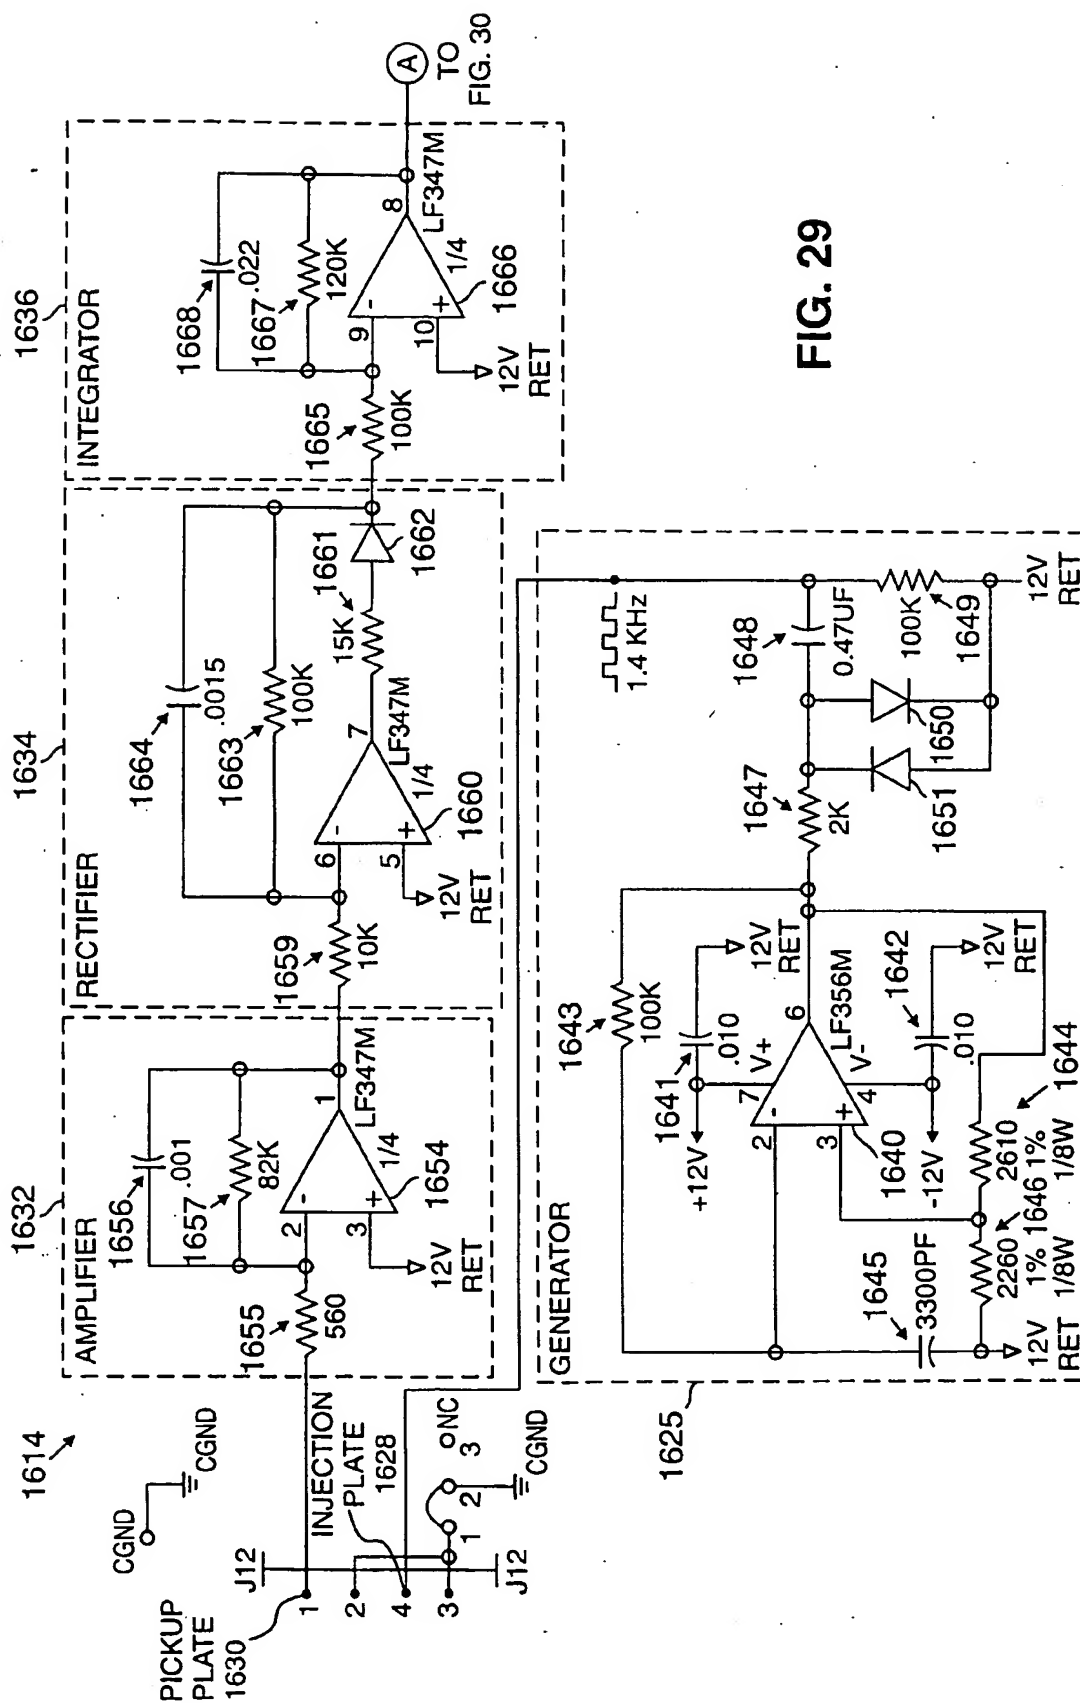 1614
CGND
CGND
PICKUP
PLATE
1630
J12
1
2
4
3
J12
INJECTION
PLATE
1628
1
2
3
NC
CGND
1632
AMPLIFIER
1656
.001
1657
82K
1655
560
2
3
-
+
1
LF347M
1/4
1654
12V
RET
1634
RECTIFIER
1664
.0015
1663
100K
1659
10K
6
5
-
+
7
LF347M
1/4
1660
12V
RET
15K
1661
1662
1636
INTEGRATOR
1668
.022
1667
120K
1665
100K
9
10
-
+
8
LF347M
1/4
1666
12V
RET
A
TO
FIG. 30
1625
GENERATOR
1643
100K
1641
.010
+12V
12V
RET
7
V+
2
3
-
+
6
LF356M
V-
4
1640
-12V
1642
.010
12V
RET
1645
3300PF
2260
1%
1/8W
1646
2610
1%
1/8W
1644
12V
RET
1647
2K
1648
0.47UF
1651
1650
100K
1649
12V
RET
1.4 KHz
FIG. 29